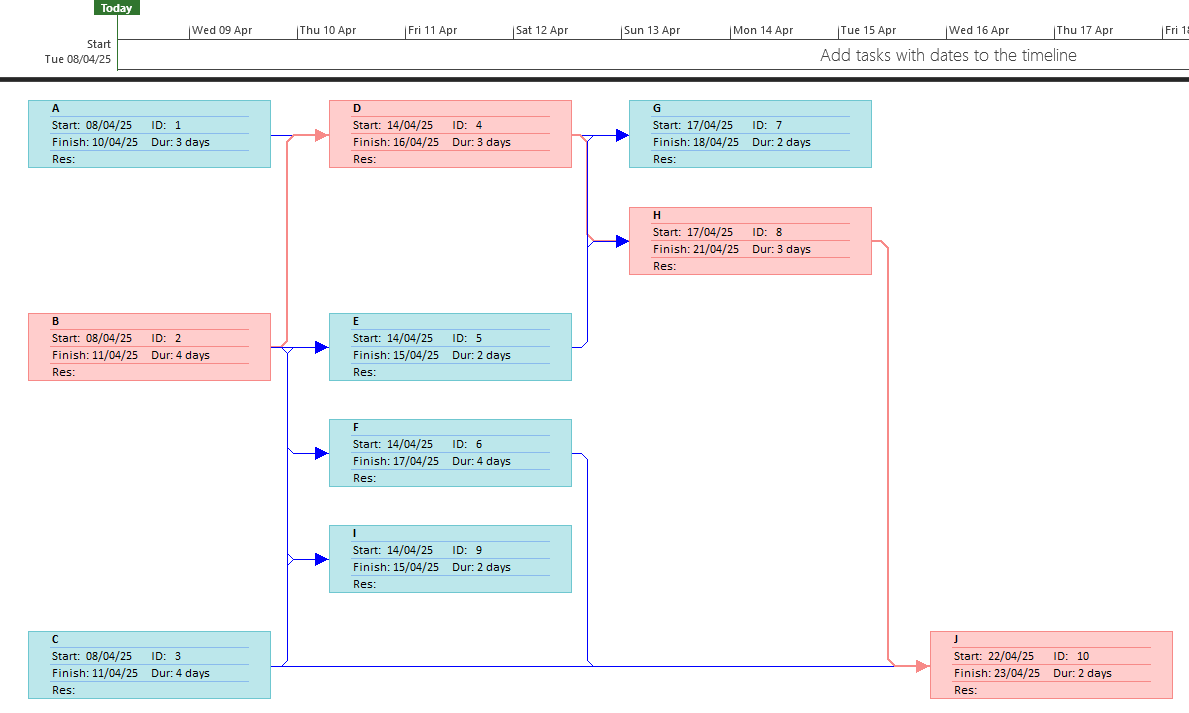 Today
Wed 09 Apr Thu 10 Apr Fri 11 Apr Sat 12 Apr Sun 13 Apr Mon 14 Apr Tue 15 Apr Wed 16 Apr Thu 17 Apr Fri 18
Start
Tue 08/04/25
Add tasks with dates to the timeline
A
Start: 08/04/25 ID: 1
Finish: 10/04/25 Dur: 3 days
Res:
D
Start: 14/04/25 ID: 4
Finish: 16/04/25 Dur: 3 days
Res:
G
Start: 17/04/25 ID: 7
Finish: 18/04/25 Dur: 2 days
Res:
H
Start: 17/04/25 ID: 8
Finish: 21/04/25 Dur: 3 days
Res:
B
Start: 08/04/25 ID: 2
Finish: 11/04/25 Dur: 4 days
Res:
E
Start: 14/04/25 ID: 5
Finish: 15/04/25 Dur: 2 days
Res:
F
Start: 14/04/25 ID: 6
Finish: 17/04/25 Dur: 4 days
Res:
I
Start: 14/04/25 ID: 9
Finish: 15/04/25 Dur: 2 days
Res:
C
Start: 08/04/25 ID: 3
Finish: 11/04/25 Dur: 4 days
Res:
J
Start: 22/04/25 ID: 10
Finish: 23/04/25 Dur: 2 days
Res: